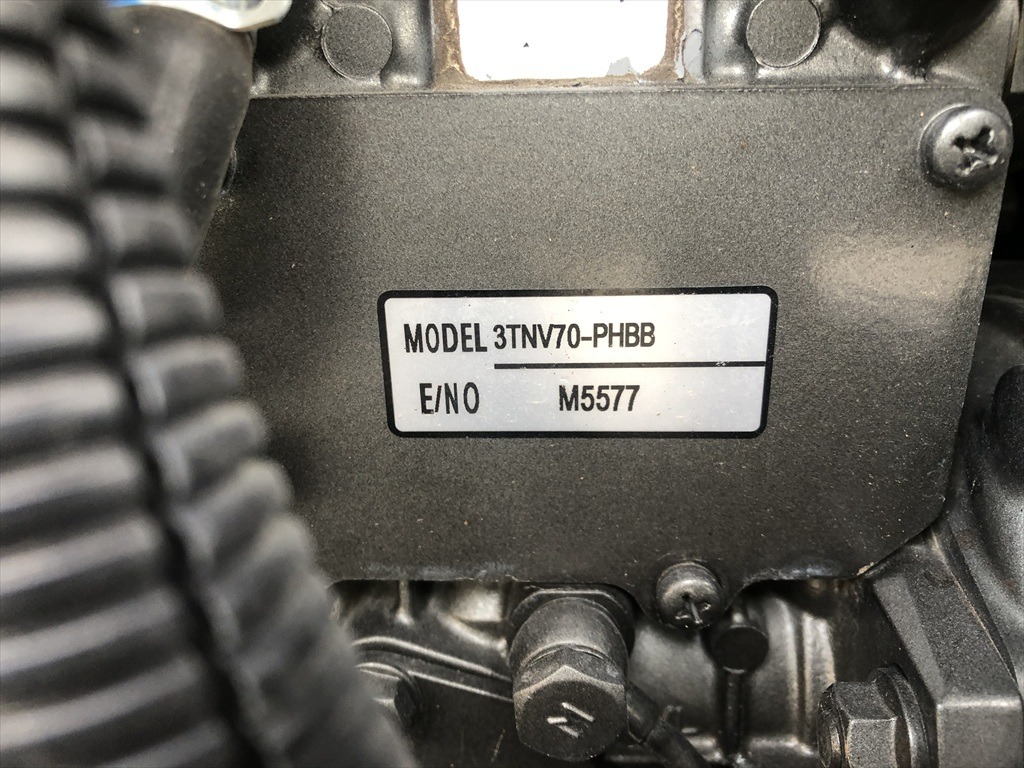 MODEL 3TNV70-PHBB
E/NO M5577